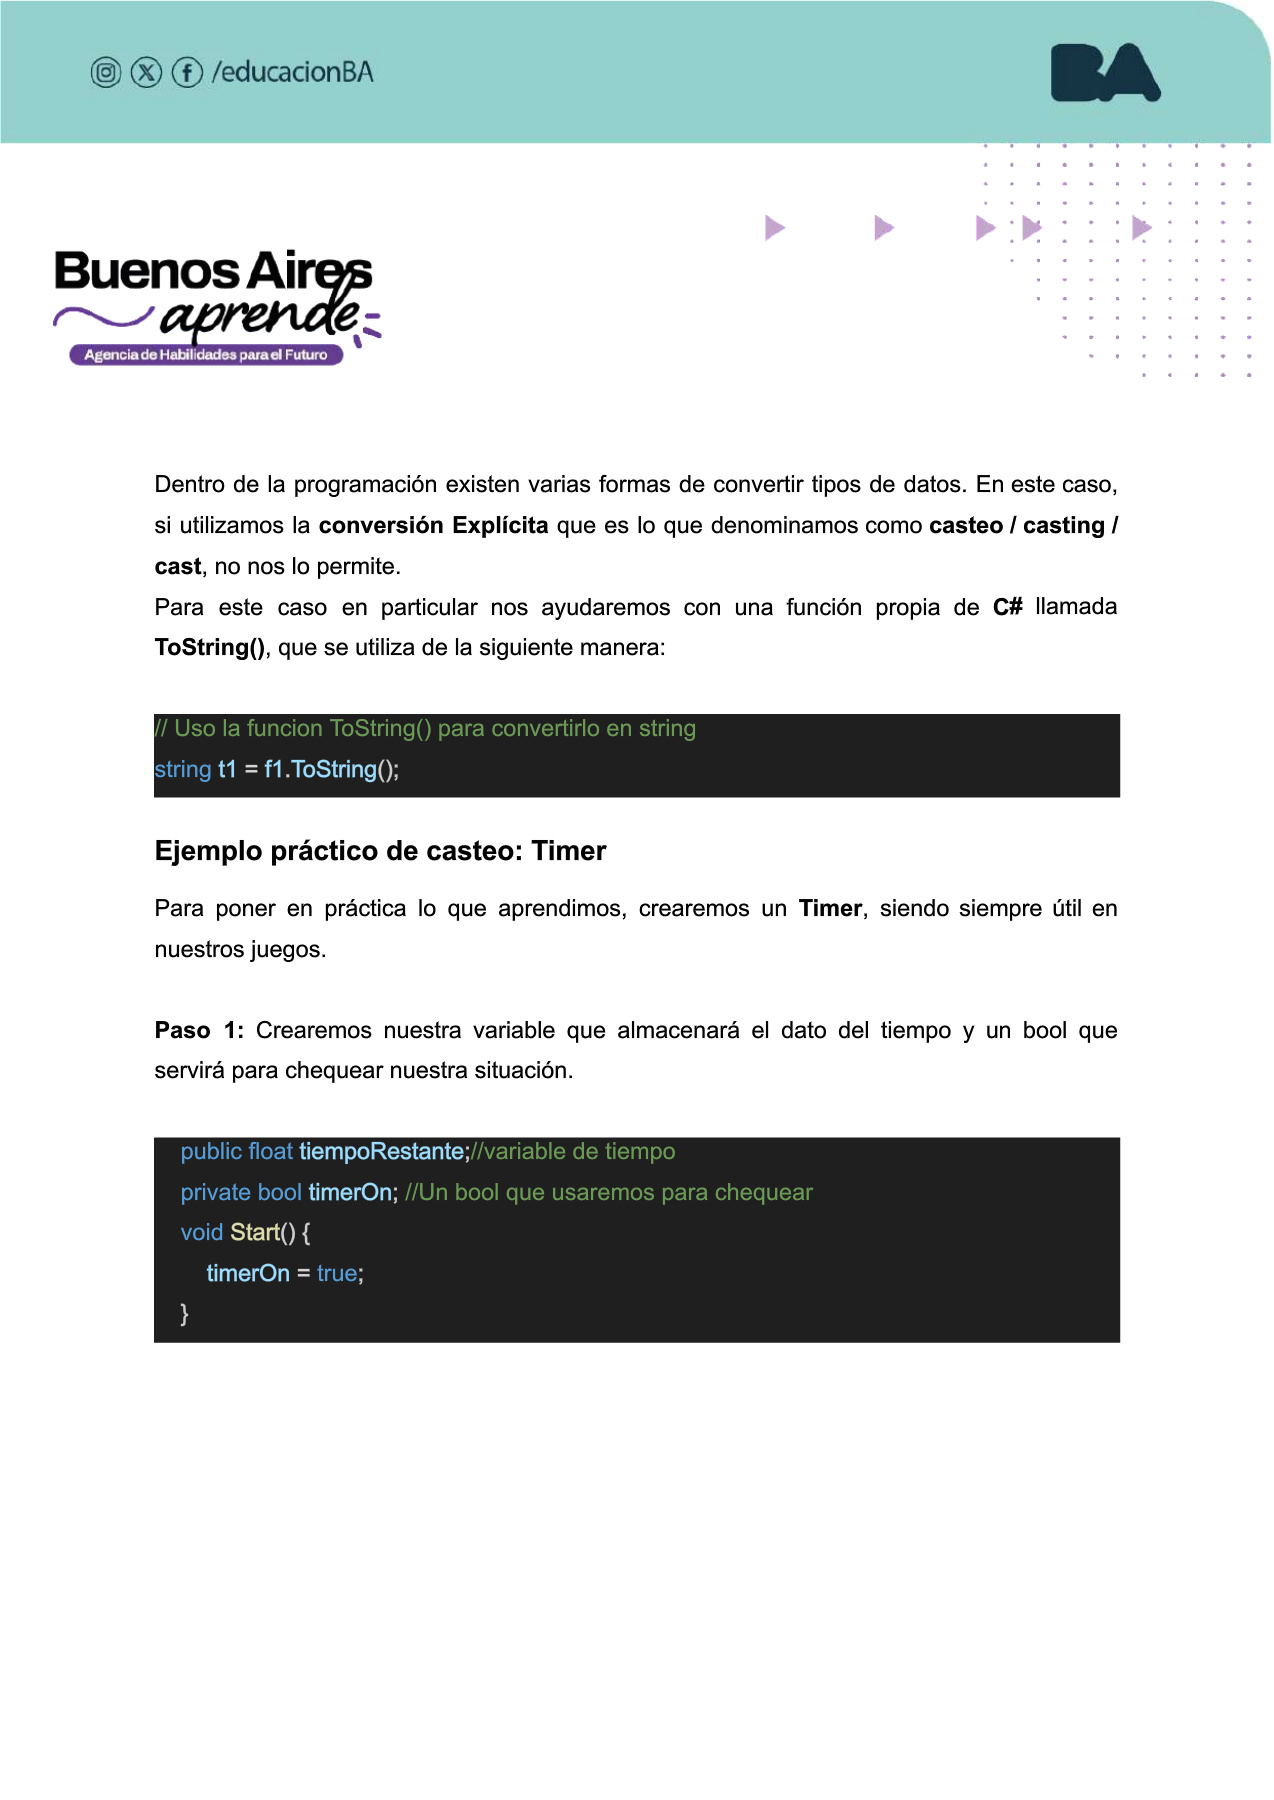 /educacionBA
BA
Buenos Aires
aprende
Agencia de Habilidades para el Futuro
Dentro de la programación existen varias formas de convertir tipos de datos. En este caso,
si utilizamos la conversión Explícita que es lo que denominamos como casteo / casting /
cast, no nos lo permite.
Para este caso en particular nos ayudaremos con una función propia de C# llamada
ToString(), que se utiliza de la siguiente manera:
// Uso la funcion ToString() para convertirlo en string
string t1 = f1.ToString();
Ejemplo práctico de casteo: Timer
Para poner en práctica lo que aprendimos, crearemos un Timer, siendo siempre útil en
nuestros juegos.
Paso 1: Crearemos nuestra variable que almacenará el dato del tiempo y un bool que
servirá para chequear nuestra situación.
public float tiempoRestante;//variable de tiempo
private bool timerOn; //Un bool que usaremos para chequear
void Start() {
timerOn = true;
}